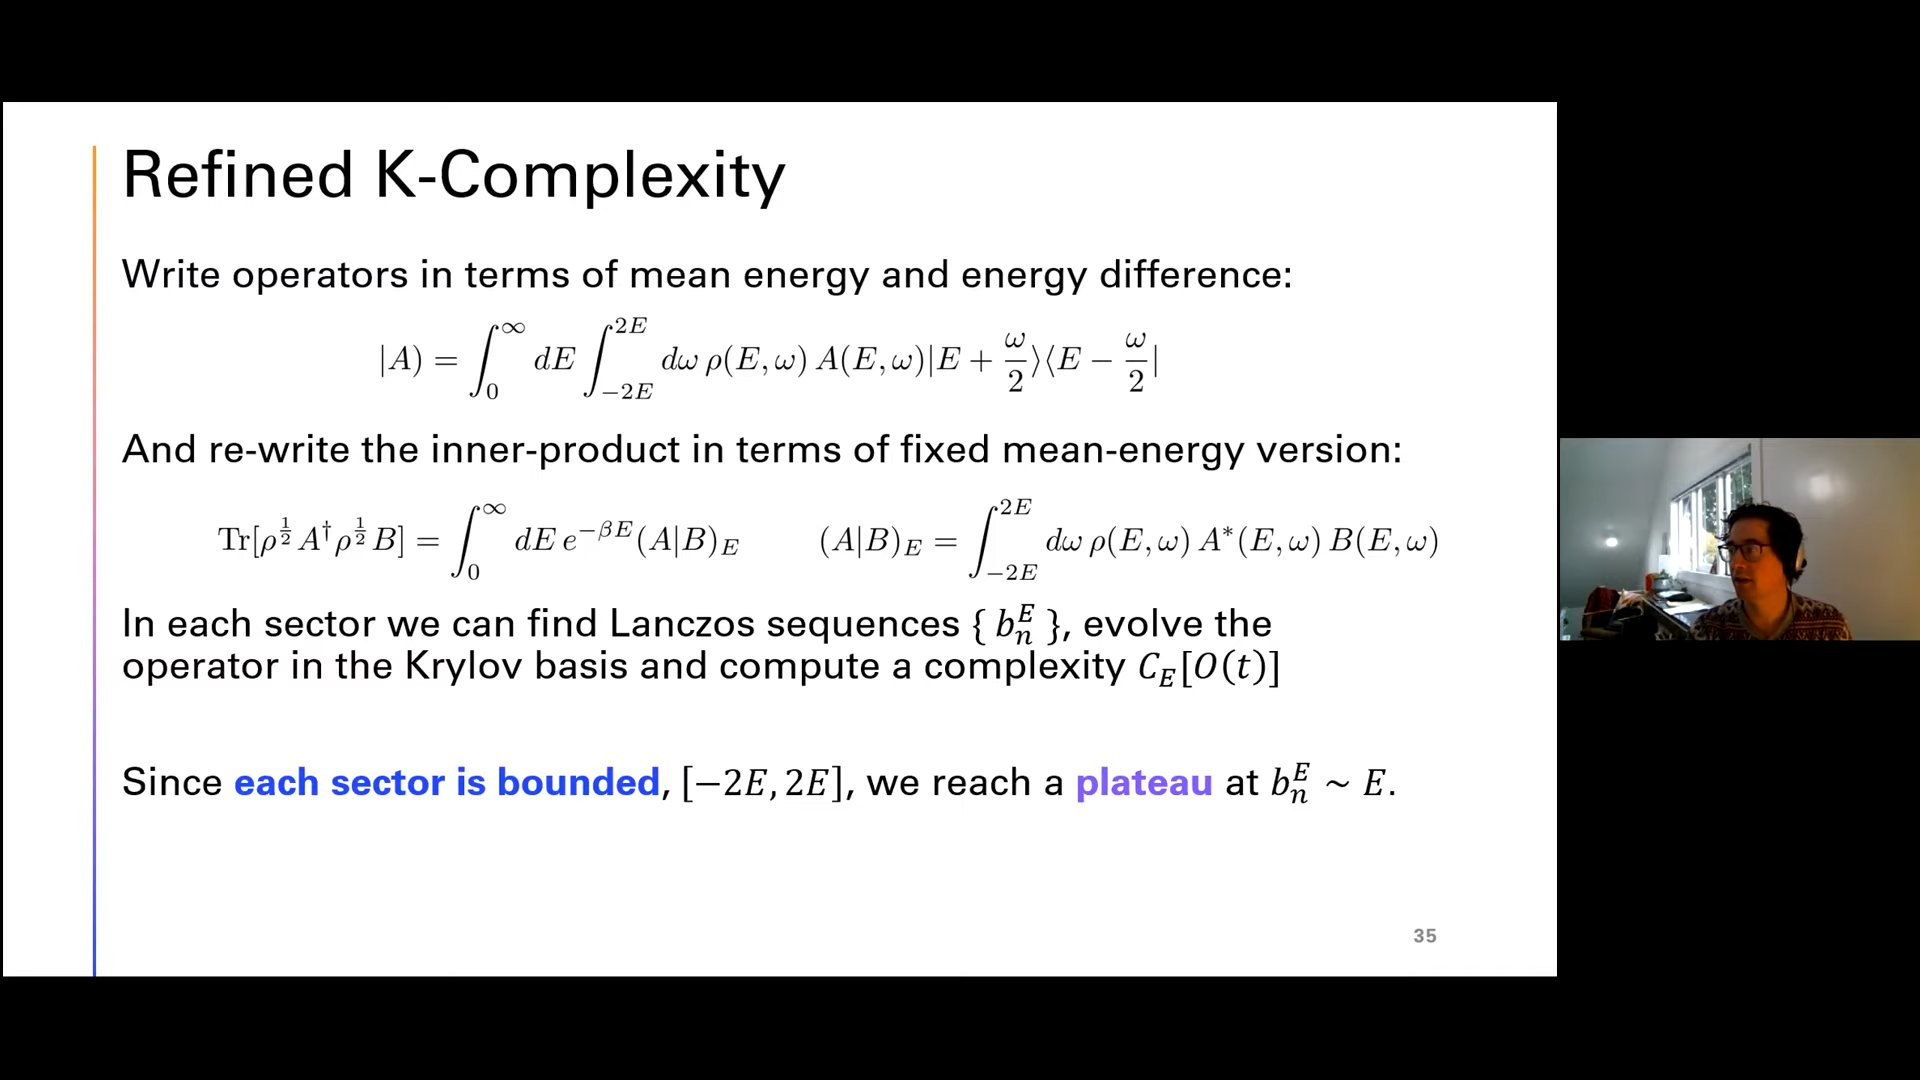 Refined K-Complexity
Write operators in terms of mean energy and energy difference:
|A) = ∫_0^∞ dE ∫_{-2E}^{2E} dω ρ(E, ω) A(E, ω)|E + ω/2⟩⟨E − ω/2|
And re-write the inner-product in terms of fixed mean-energy version:
Tr[ρ^{1/2} A† ρ^{1/2} B] = ∫_0^∞ dE e^{−βE}(A|B)_E (A|B)_E = ∫_{-2E}^{2E} dω ρ(E, ω) A*(E, ω) B(E, ω)
In each sector we can find Lanczos sequences { b_n^E }, evolve the
operator in the Krylov basis and compute a complexity C_E[O(t)]
Since each sector is bounded, [−2E, 2E], we reach a plateau at b_n^E ~ E.
35